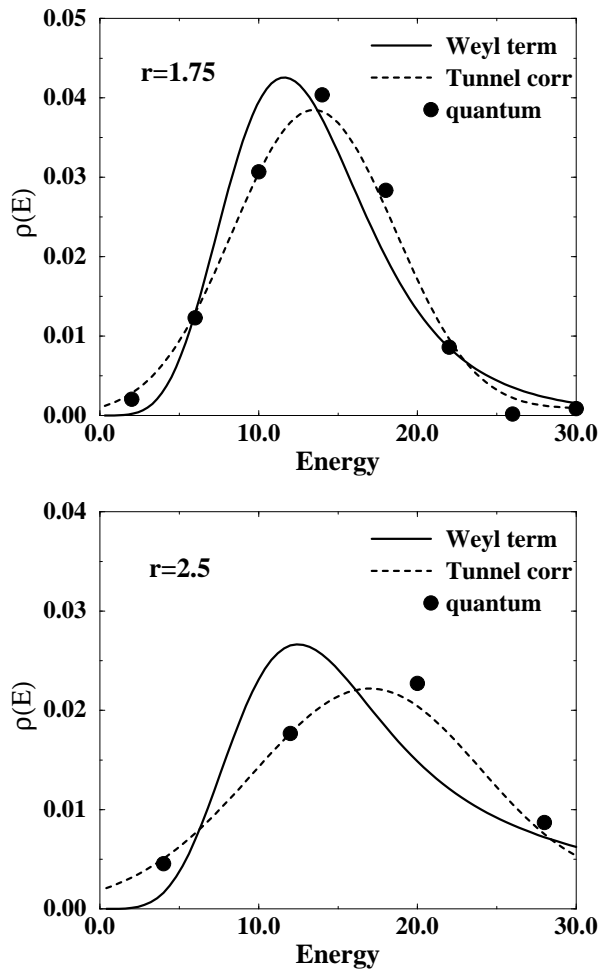 0.05
0.04
0.03
0.02
0.01
0.00
ρ(E)
r=1.75
Weyl term
Tunnel corr
quantum
0.0 10.0 20.0 30.0
Energy
0.04
0.03
0.02
0.01
0.00
ρ(E)
r=2.5
Weyl term
Tunnel corr
quantum
0.0 10.0 20.0 30.0
Energy